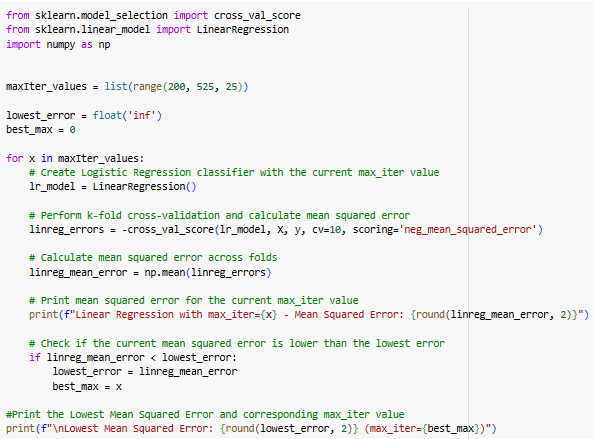 from sklearn.model_selection import cross_val_score
from sklearn.linear_model import LinearRegression
import numpy as np
maxIter_values = list(range(200, 525, 25))
lowest_error = float('inf')
best_max = 0
for x in maxIter_values:
    # Create Logistic Regression classifier with the current max_iter value
    lr_model = LinearRegression()
    # Perform k-fold cross-validation and calculate mean squared error
    linreg_errors = -cross_val_score(lr_model, X, y, cv=10, scoring='neg_mean_squared_error')
    # Calculate mean squared error across folds
    linreg_mean_error = np.mean(linreg_errors)
    # Print mean squared error for the current max_iter value
    print(f"Linear Regression with max_iter={x} - Mean Squared Error: {round(linreg_mean_error, 2)}")
    # Check if the current mean squared error is lower than the lowest error
    if linreg_mean_error < lowest_error:
        lowest_error = linreg_mean_error
        best_max = x
#Print the Lowest Mean Squared Error and corresponding max_iter value
print(f"\nLowest Mean Squared Error: {round(lowest_error, 2)} (max_iter={best_max})")